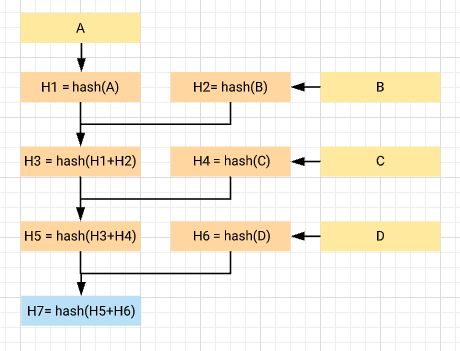 A
H1 = hash(A)
H2= hash(B)
B
H3 = hash(H1+H2)
H4 = hash(C)
C
H5 = hash(H3+H4)
H6 = hash(D)
D
H7= hash(H5+H6)